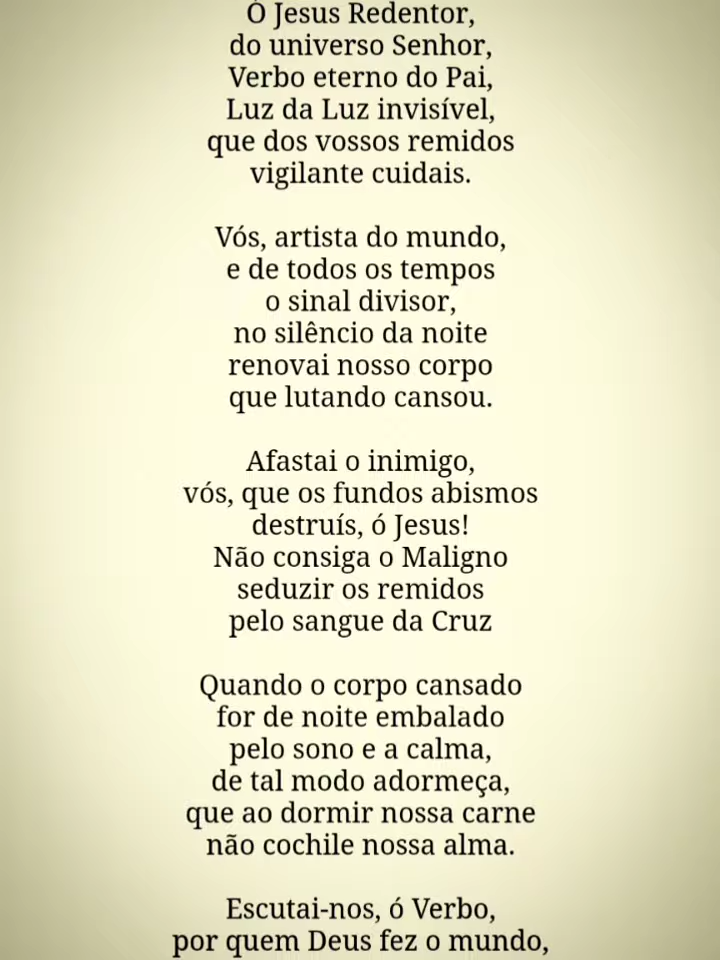 Ó Jesus Redentor,
do universo Senhor,
Verbo eterno do Pai,
Luz da Luz invisível,
que dos vossos remidos
vigilante cuidais.
Vós, artista do mundo,
e de todos os tempos
o sinal divisor,
no silêncio da noite
renovai nosso corpo
que lutando cansou.
Afastai o inimigo,
vós, que os fundos abismos
destruís, ó Jesus!
Não consiga o Maligno
seduzir os remidos
pelo sangue da Cruz
Quando o corpo cansado
for de noite embalado
pelo sono e a calma,
de tal modo adormeça,
que ao dormir nossa carne
não cochile nossa alma.
Escutai-nos, ó Verbo,
por quem Deus fez o mundo,